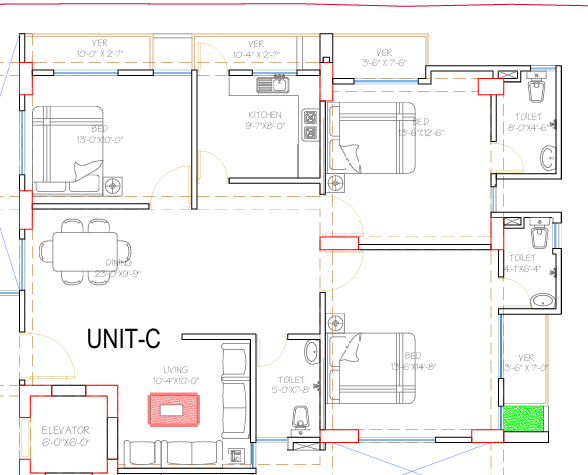 VER
10'-0" X 2'-7"
VER
10'-4" X 2'-7"
VER
3'-6" X 7'-6"
BED
13'-0"X10'-0"
KITCHEN
9'-7"X8'-0"
BED
13'-6"X12'-6"
TOILET
8'-0"X4'-6"
DINING
23'-0"X9'-9"
TOILET
4'-1"X6'-4"
UNIT-C
LIVING
10'-4"X10'-0"
TOILET
5'-0"X7'-8"
BED
13'-6"X14'-8"
VER
3'-6" X 7'-0"
ELEVATOR
6'-0"X6'-0"